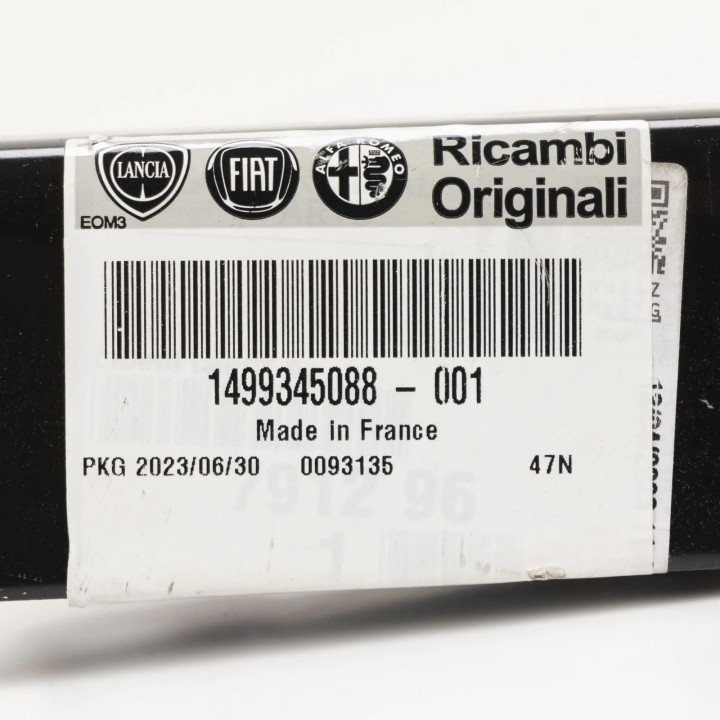 LANCIA
FIAT
ALFA ROMEO
Ricambi
Originali
EOM3
1499345088 - 001
Made in France
PKG 2023/06/30 0093135 47N
7912 96
1
Z
G